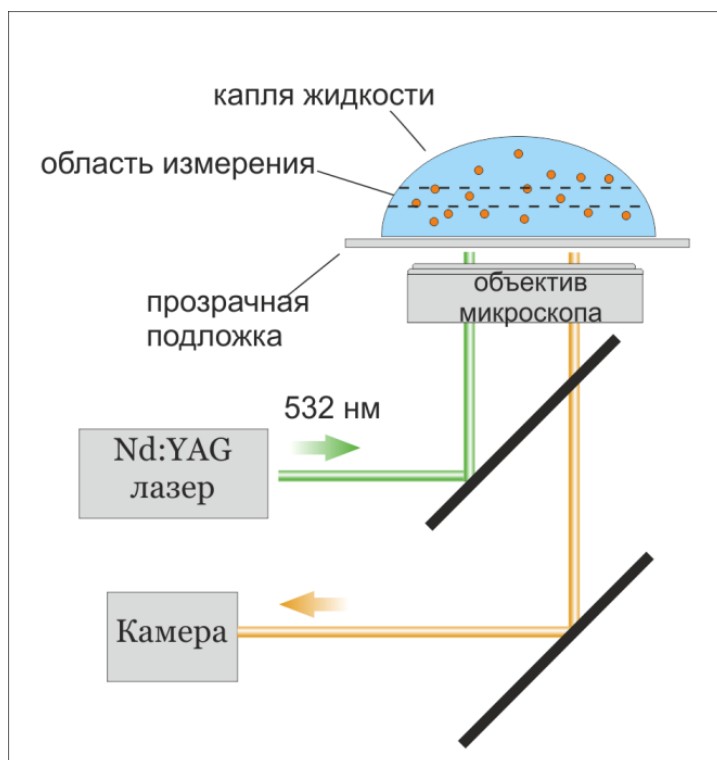 капля жидкости
область измерения
прозрачная
подложка
объектив
микроскопа
532 нм
Nd:YAG
лазер
Камера